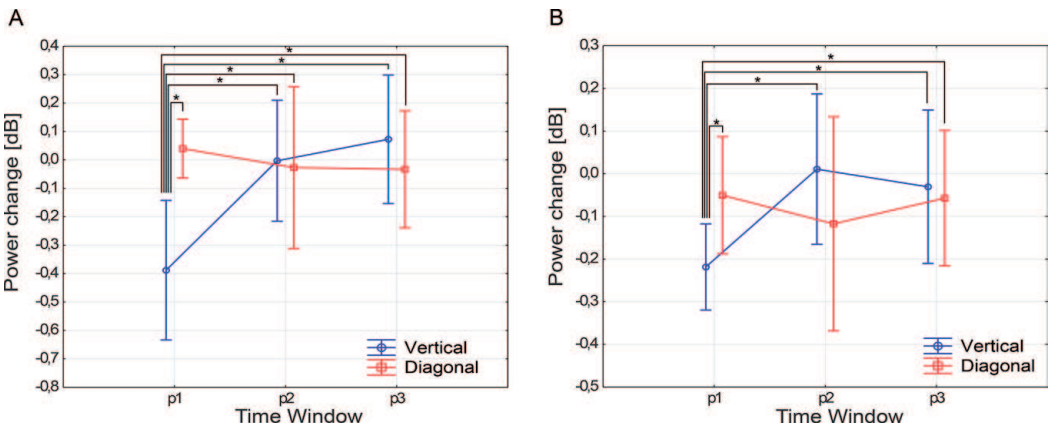 A
Power change [dB]
0,4
0,3
0,2
0,1
0,0
-0,1
-0,2
-0,3
-0,4
-0,5
-0,6
-0,7
-0,8
*
*
*
*
*
Vertical
Diagonal
p1
p2
p3
Time Window
B
Power change [dB]
0,3
0,2
0,1
0,0
-0,1
-0,2
-0,3
-0,4
-0,5
*
*
*
*
Vertical
Diagonal
p1
p2
p3
Time Window